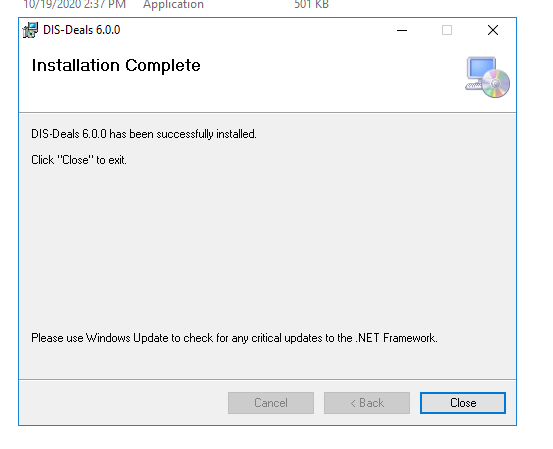 10/19/2020 2:37 PM Application 501 KB
DIS-Deals 6.0.0
Installation Complete
DIS-Deals 6.0.0 has been successfully installed.
Click "Close" to exit.
Please use Windows Update to check for any critical updates to the .NET Framework.
Cancel < Back Close